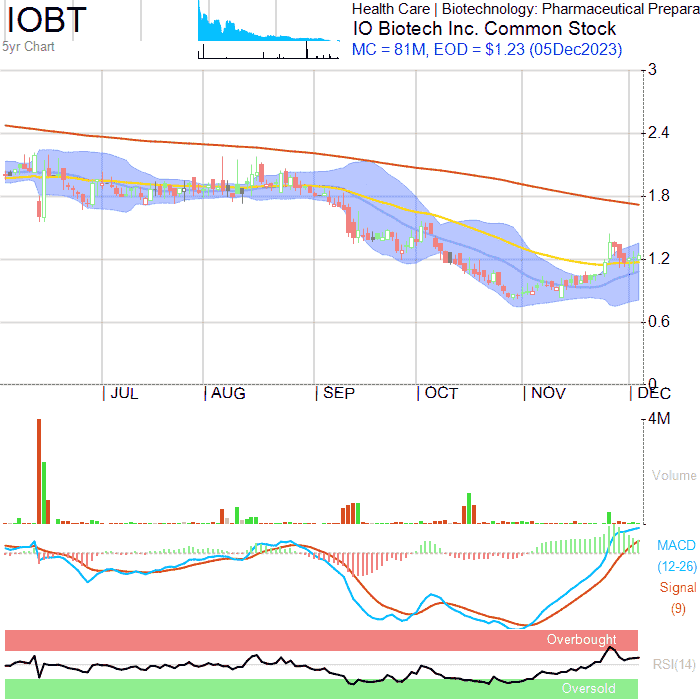 IOBT
5yr Chart
Health Care | Biotechnology: Pharmaceutical Prepara
IO Biotech Inc. Common Stock
MC = 81M, EOD = $1.23 (05Dec2023)
3
2.4
1.8
1.2
0.6
0
JUL AUG SEP OCT NOV DEC
4M
Volume
MACD
(12-26)
Signal
(9)
Overbought
RSI(14)
Oversold